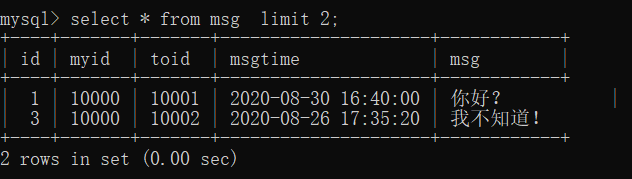 mysql> select * from msg  limit 2;
+----+-------+-------+---------------------+------------+
| id | myid  | toid  | msgtime             | msg        |
+----+-------+-------+---------------------+------------+
|  1 | 10000 | 10001 | 2020-08-30 16:40:00 | 你好？ |
|  3 | 10000 | 10002 | 2020-08-26 17:35:20 | 我不知道！
+----+-------+-------+---------------------+------------+
2 rows in set (0.00 sec)